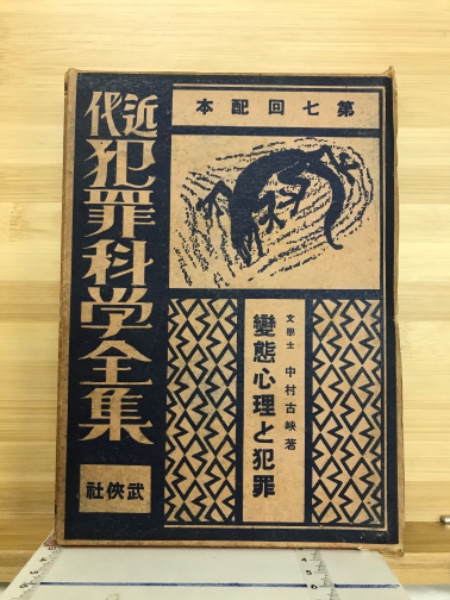 第七回配本
近代
犯罪科学全集
文學士 中村古峽著
變態心理と犯罪
武俠社